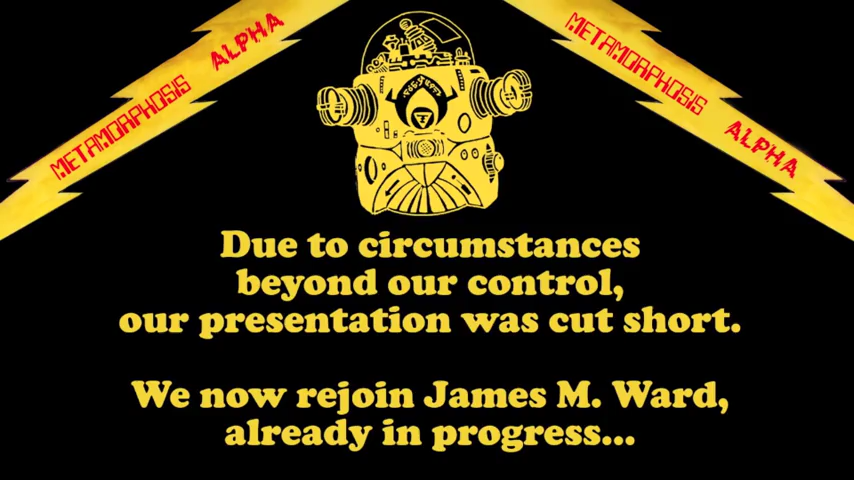 METAMORPHOSIS ALPHA
METAMORPHOSIS ALPHA
Due to circumstances
beyond our control,
our presentation was cut short.
We now rejoin James M. Ward,
already in progress...